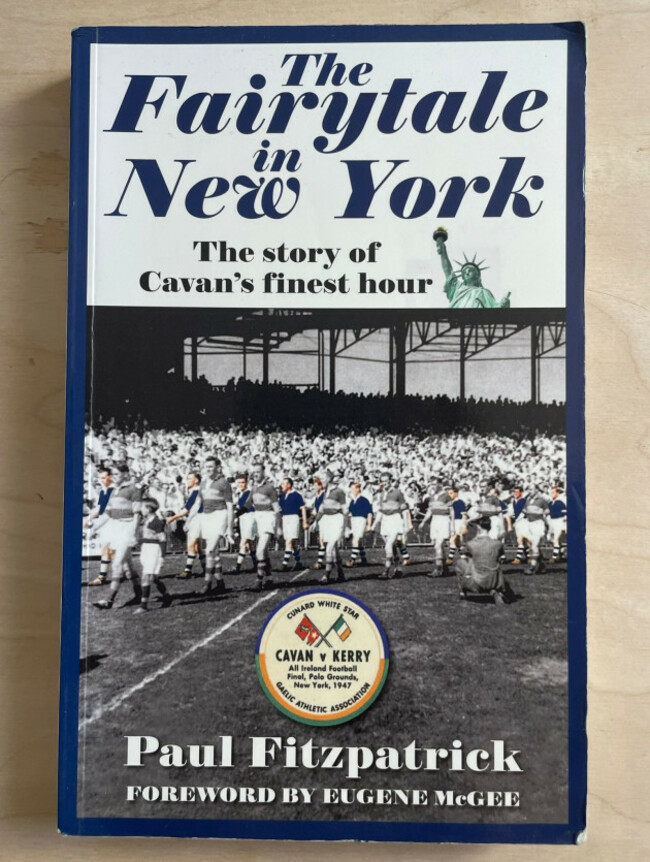 The
Fairytale
in
New York
The story of
Cavan's finest hour
CUNARD WHITE STAR
CAVAN v KERRY
All Ireland Football
Final, Polo Grounds,
New York, 1947
GAELIC ATHLETIC ASSOCIATION
Paul Fitzpatrick
FOREWORD BY EUGENE McGEE